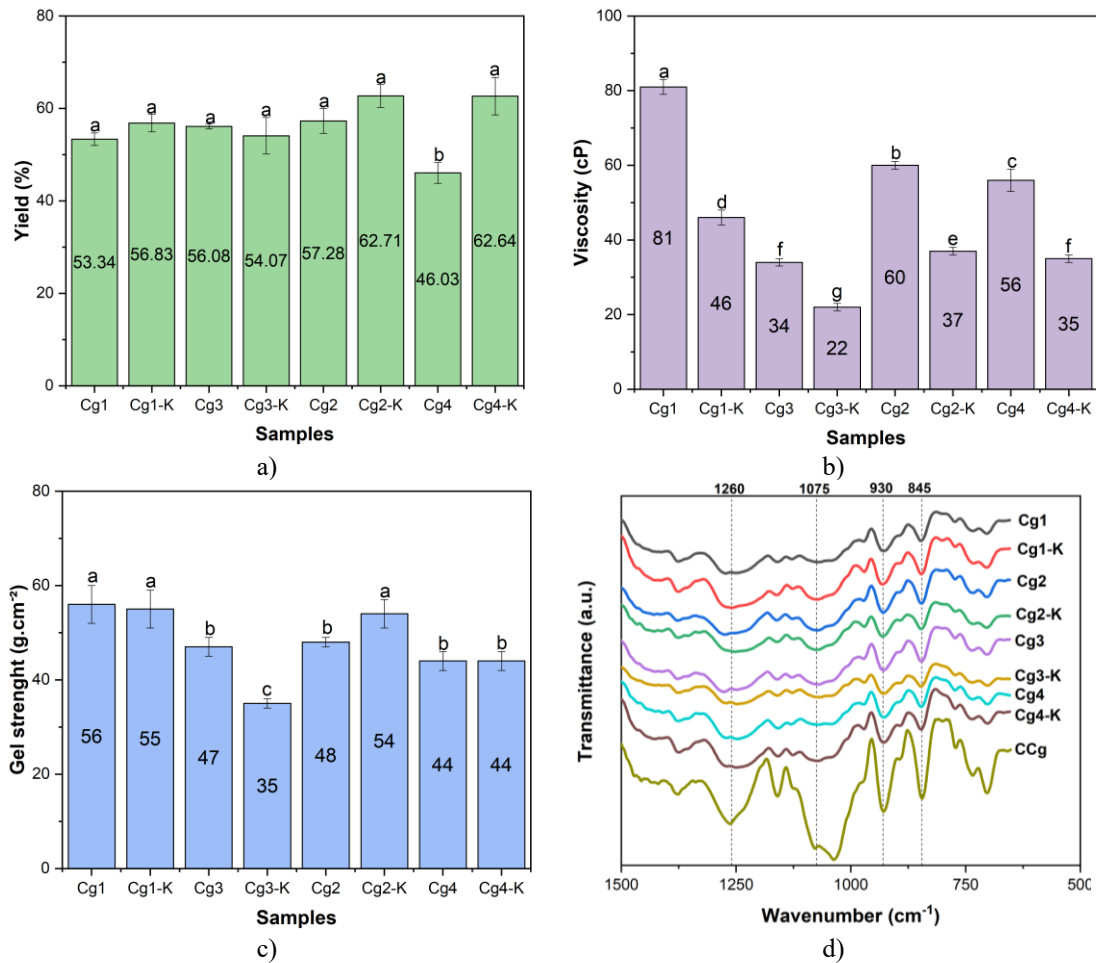 80
60
40
20
0
Yield (%)
a
a
a
a
a
a
b
a
53.34
56.83
56.08
54.07
57.28
62.71
46.03
62.64
Cg1
Cg1-K
Cg3
Cg3-K
Cg2
Cg2-K
Cg4
Cg4-K
Samples
a)
100
80
60
40
20
0
Viscosity (cP)
a
d
f
g
b
e
c
f
81
46
34
22
60
37
56
35
Cg1
Cg1-K
Cg3
Cg3-K
Cg2
Cg2-K
Cg4
Cg4-K
Samples
b)
80
60
40
20
0
Gel strenght (g.cm⁻²)
a
a
b
c
b
a
b
b
56
55
47
35
48
54
44
44
Cg1
Cg1-K
Cg3
Cg3-K
Cg2
Cg2-K
Cg4
Cg4-K
Samples
c)
1260 1075 930 845
Transmittance (a.u.)
Cg1
Cg1-K
Cg2
Cg2-K
Cg3
Cg3-K
Cg4
Cg4-K
CCg
1500 1250 1000 750 500
Wavenumber (cm⁻¹)
d)